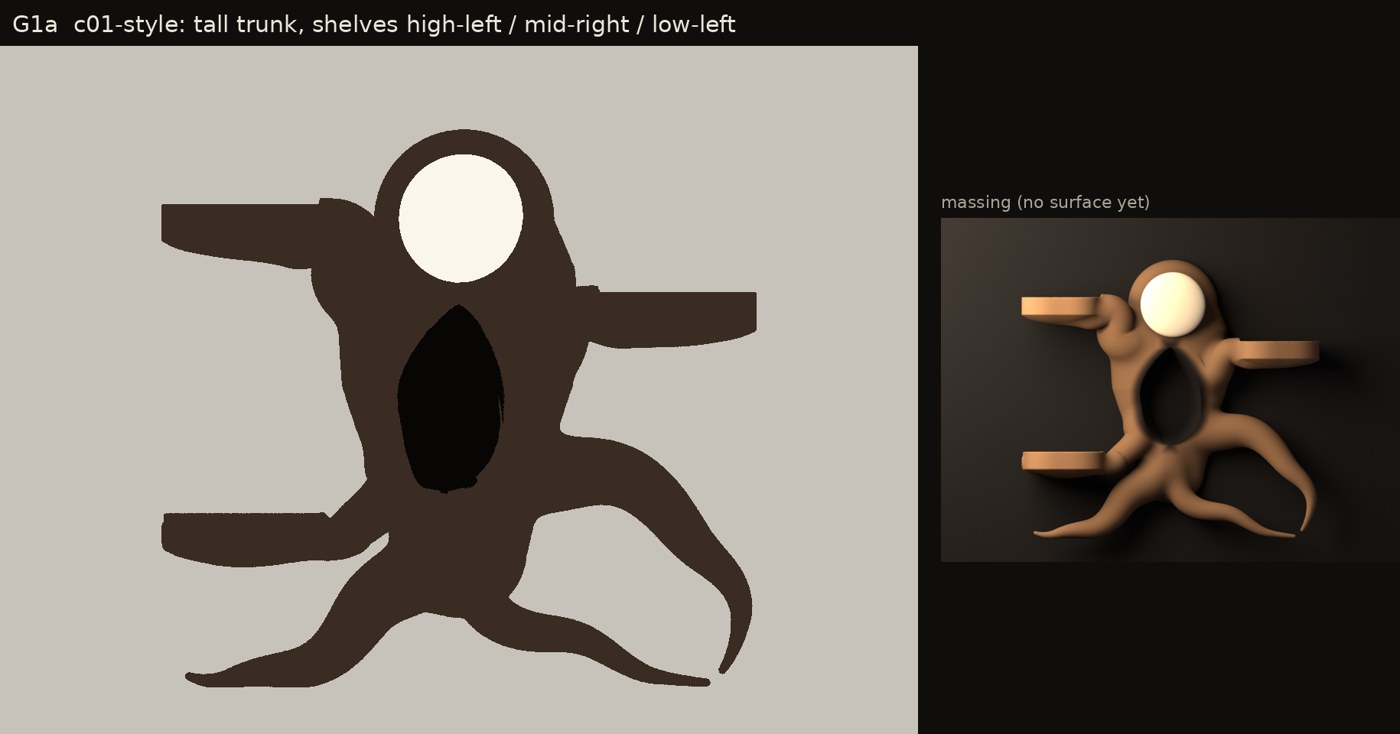 G1a  c01-style: tall trunk, shelves high-left / mid-right / low-left
massing (no surface yet)